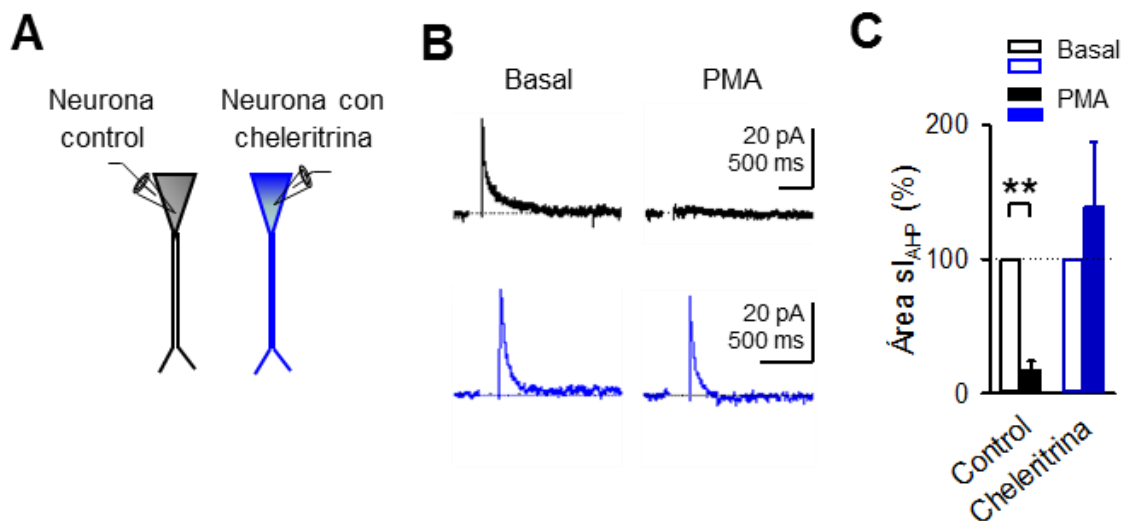 A
Neurona
control
Neurona con
cheleritrina
B
Basal
PMA
20 pA
500 ms
20 pA
500 ms
C
Basal
PMA
Área sI_AHP (%)
200
100
0
**
Control
Cheleritrina